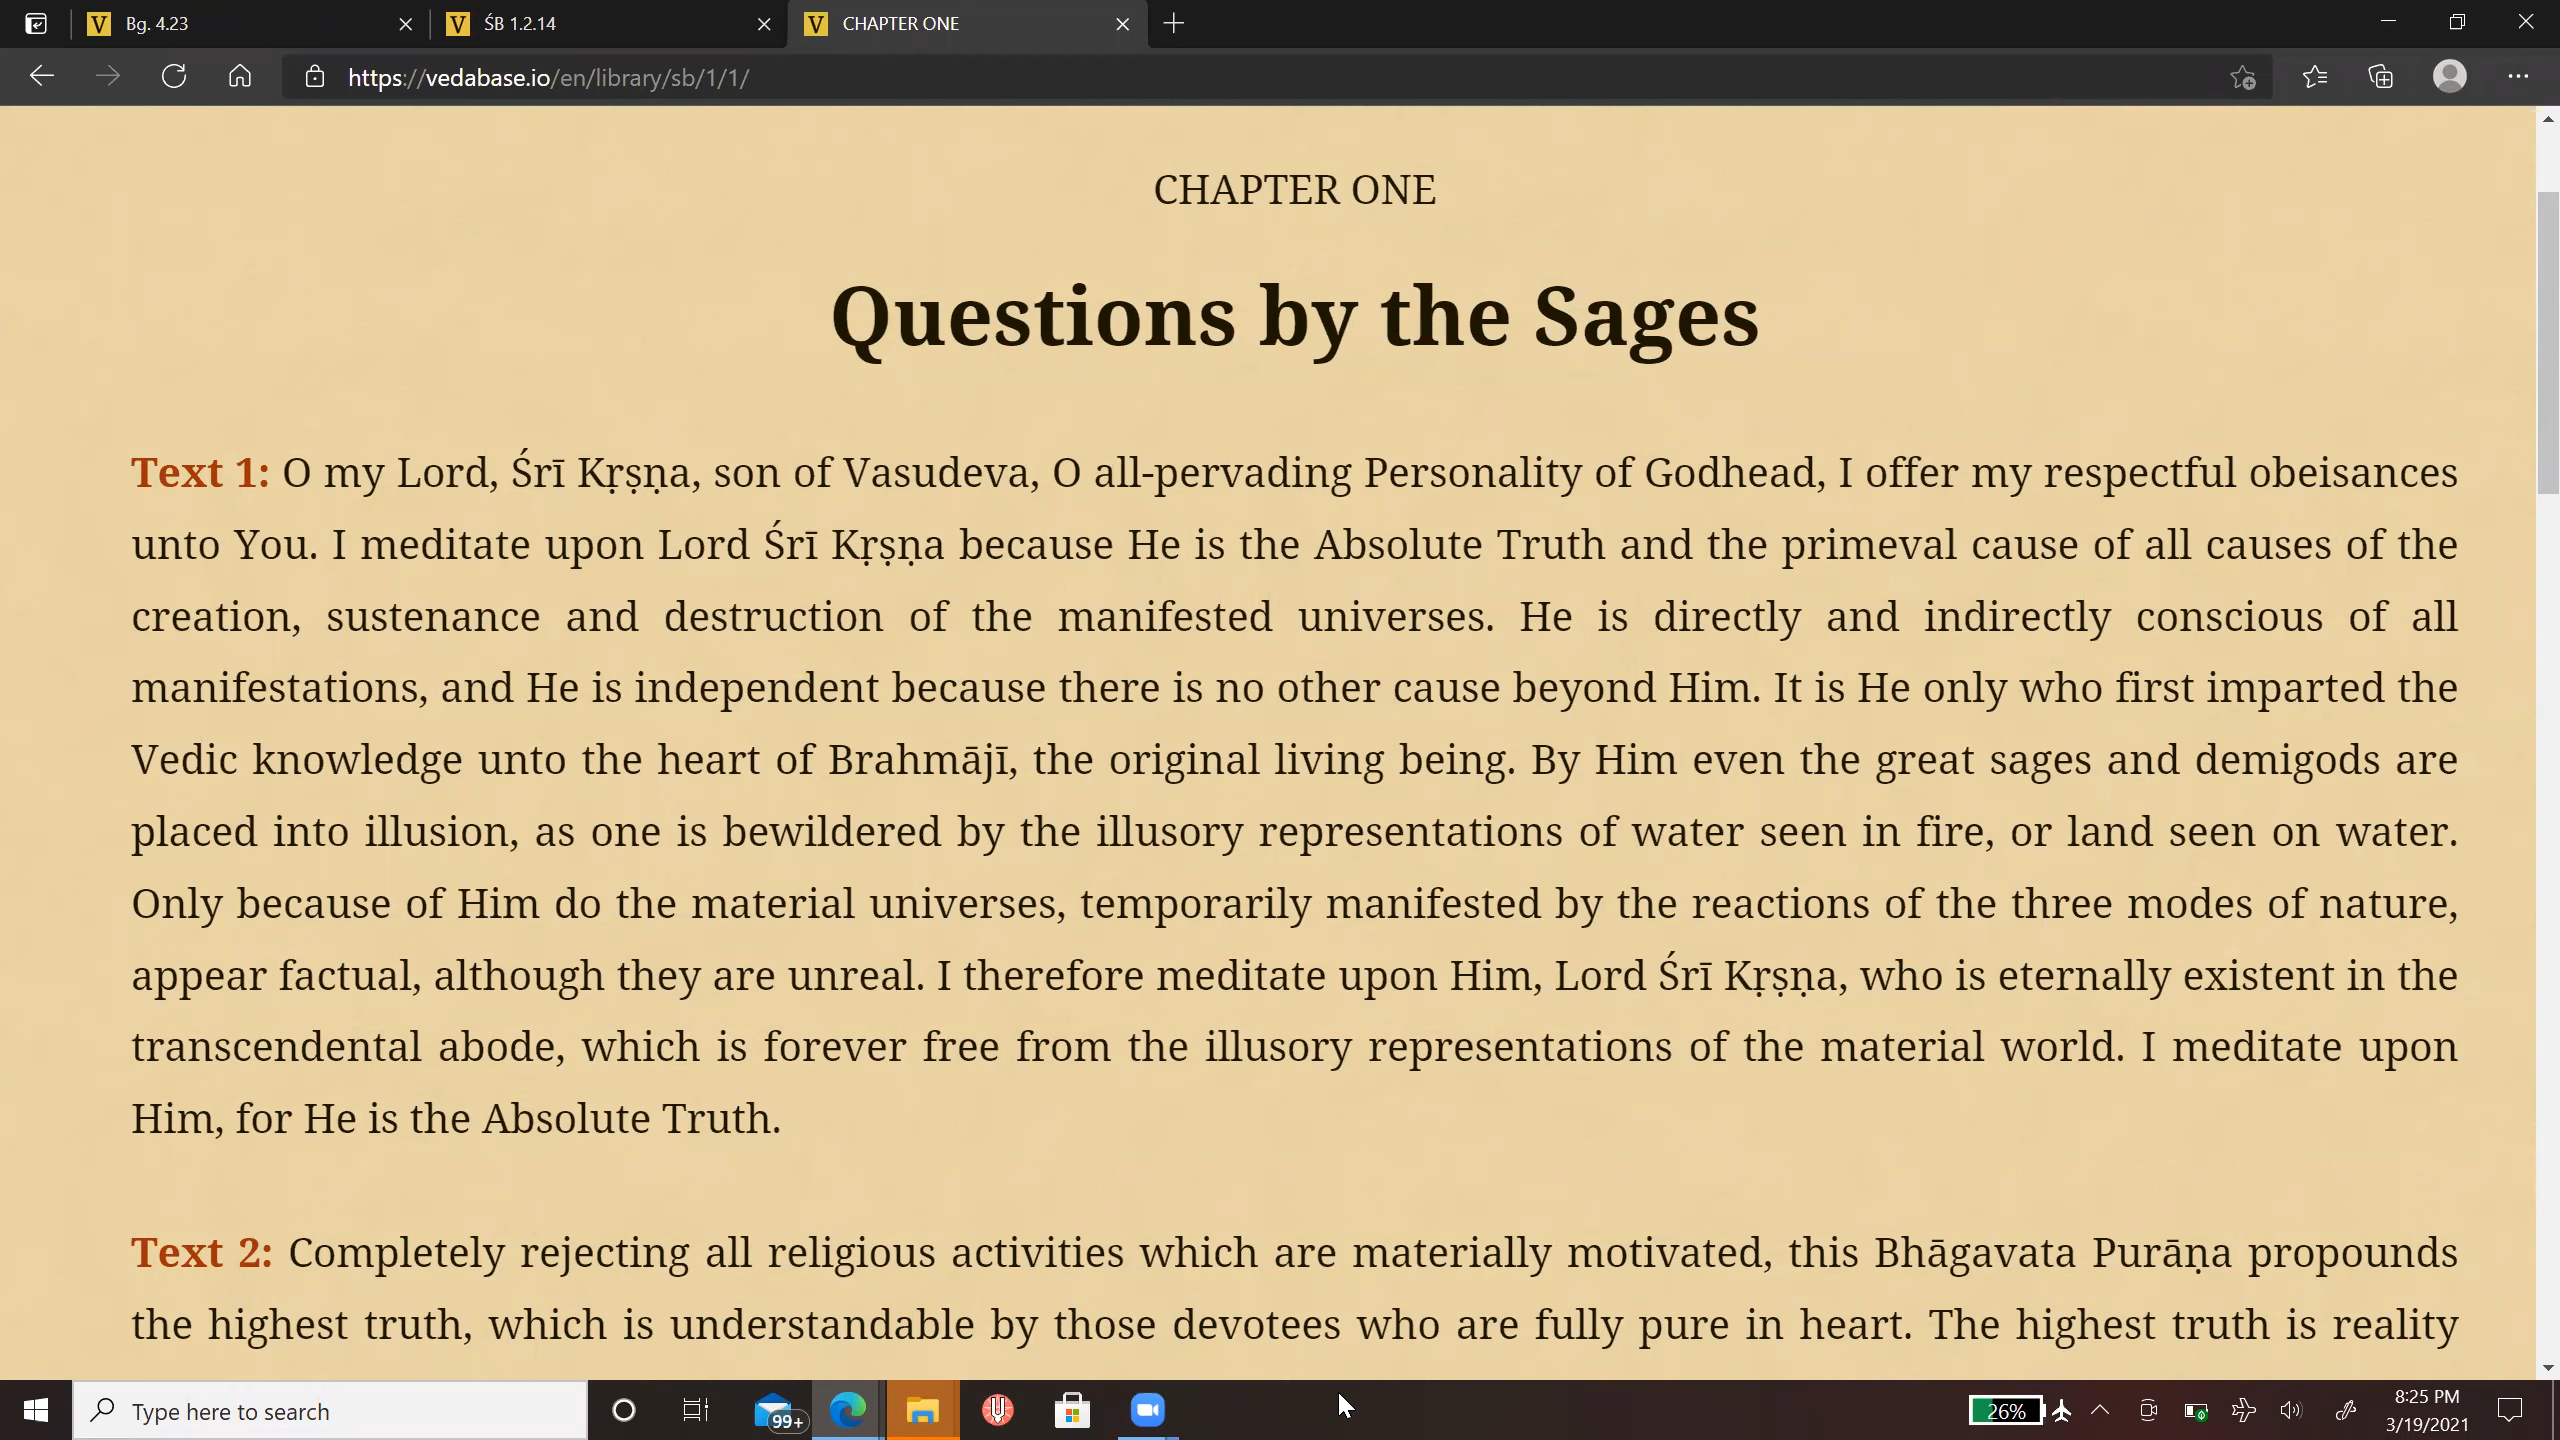 Bg. 4.23
ŚB 1.2.14
CHAPTER ONE
https://vedabase.io/en/library/sb/1/1/
CHAPTER ONE
Questions by the Sages
Text 1: O my Lord, Śrī Kṛṣṇa, son of Vasudeva, O all-pervading Personality of Godhead, I offer my respectful obeisances
unto You. I meditate upon Lord Śrī Kṛṣṇa because He is the Absolute Truth and the primeval cause of all causes of the
creation, sustenance and destruction of the manifested universes. He is directly and indirectly conscious of all
manifestations, and He is independent because there is no other cause beyond Him. It is He only who first imparted the
Vedic knowledge unto the heart of Brahmājī, the original living being. By Him even the great sages and demigods are
placed into illusion, as one is bewildered by the illusory representations of water seen in fire, or land seen on water.
Only because of Him do the material universes, temporarily manifested by the reactions of the three modes of nature,
appear factual, although they are unreal. I therefore meditate upon Him, Lord Śrī Kṛṣṇa, who is eternally existent in the
transcendental abode, which is forever free from the illusory representations of the material world. I meditate upon
Him, for He is the Absolute Truth.
Text 2: Completely rejecting all religious activities which are materially motivated, this Bhāgavata Purāṇa propounds
the highest truth, which is understandable by those devotees who are fully pure in heart. The highest truth is reality
Type here to search
99+
26%
8:25 PM
3/19/2021